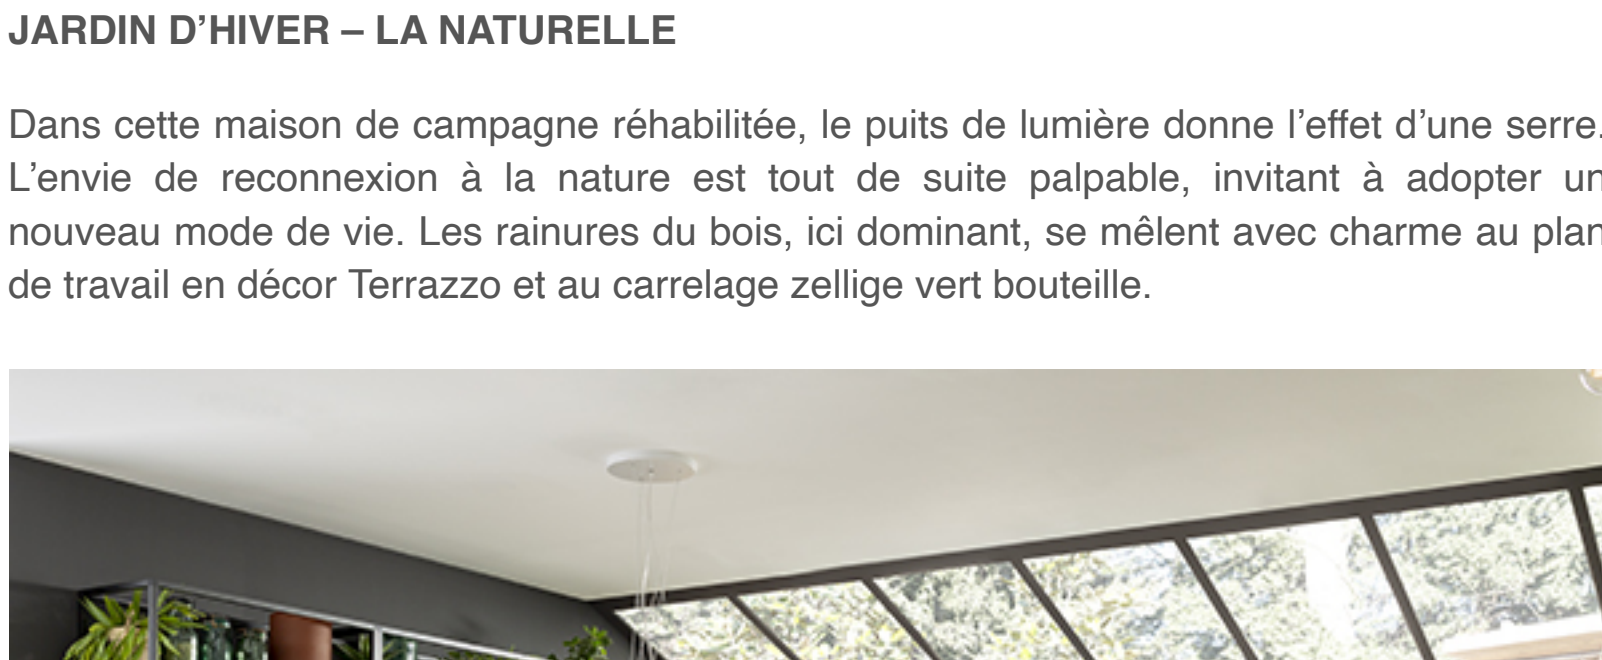 JARDIN D’HIVER – LA NATURELLE
Dans cette maison de campagne réhabilitée, le puits de lumière donne l’effet d’une serre.
L’envie de reconnexion à la nature est tout de suite palpable, invitant à adopter un
nouveau mode de vie. Les rainures du bois, ici dominant, se mêlent avec charme au plan
de travail en décor Terrazzo et au carrelage zellige vert bouteille.